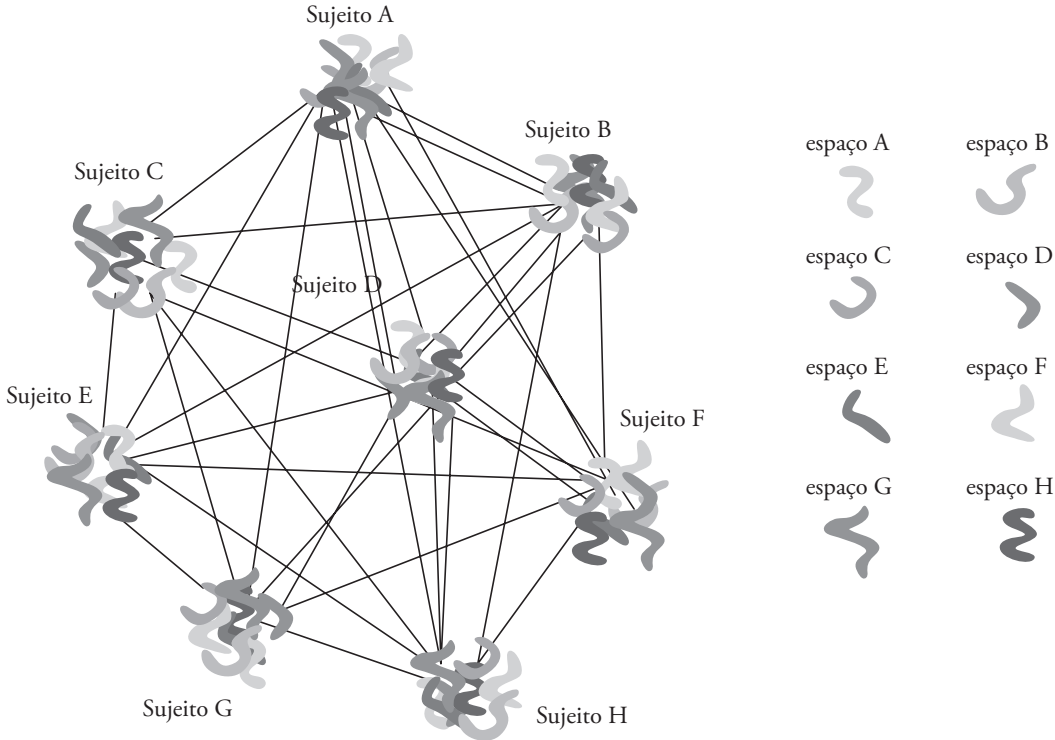 Sujeito A
Sujeito B
Sujeito C
Sujeito D
Sujeito E
Sujeito F
Sujeito G
Sujeito H
espaço A
espaço B
espaço C
espaço D
espaço E
espaço F
espaço G
espaço H